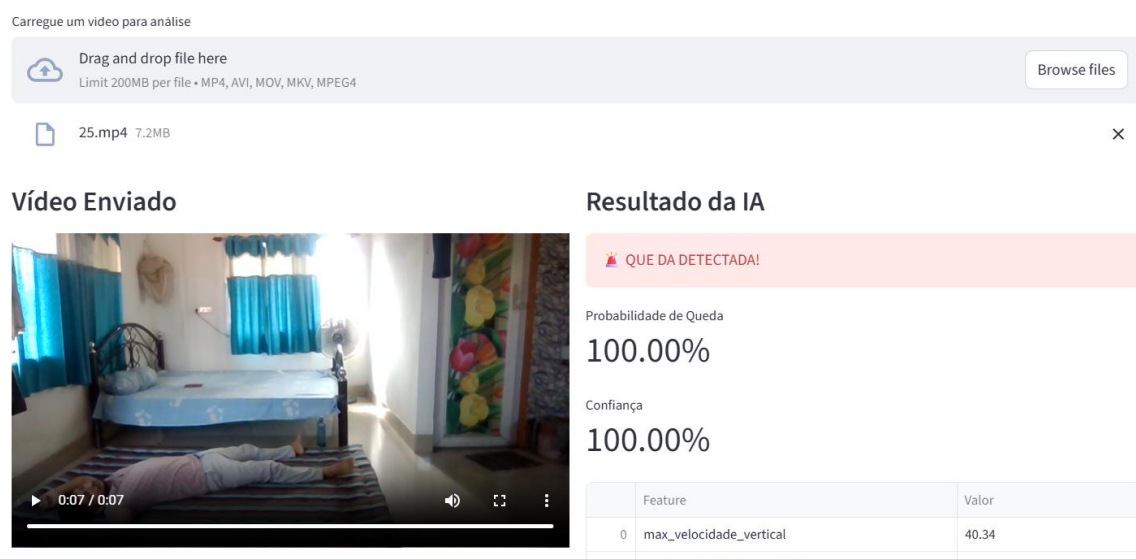 Carregue um vídeo para análise
Drag and drop file here
Limit 200MB per file • MP4, AVI, MOV, MKV, MPEG4
Browse files
25.mp4 7.2MB
Vídeo Enviado
0:07 / 0:07
Resultado da IA
QUE DA DETECTADA!
Probabilidade de Queda
100.00%
Confiança
100.00%
Feature Valor
0 max_velocidade_vertical 40.34